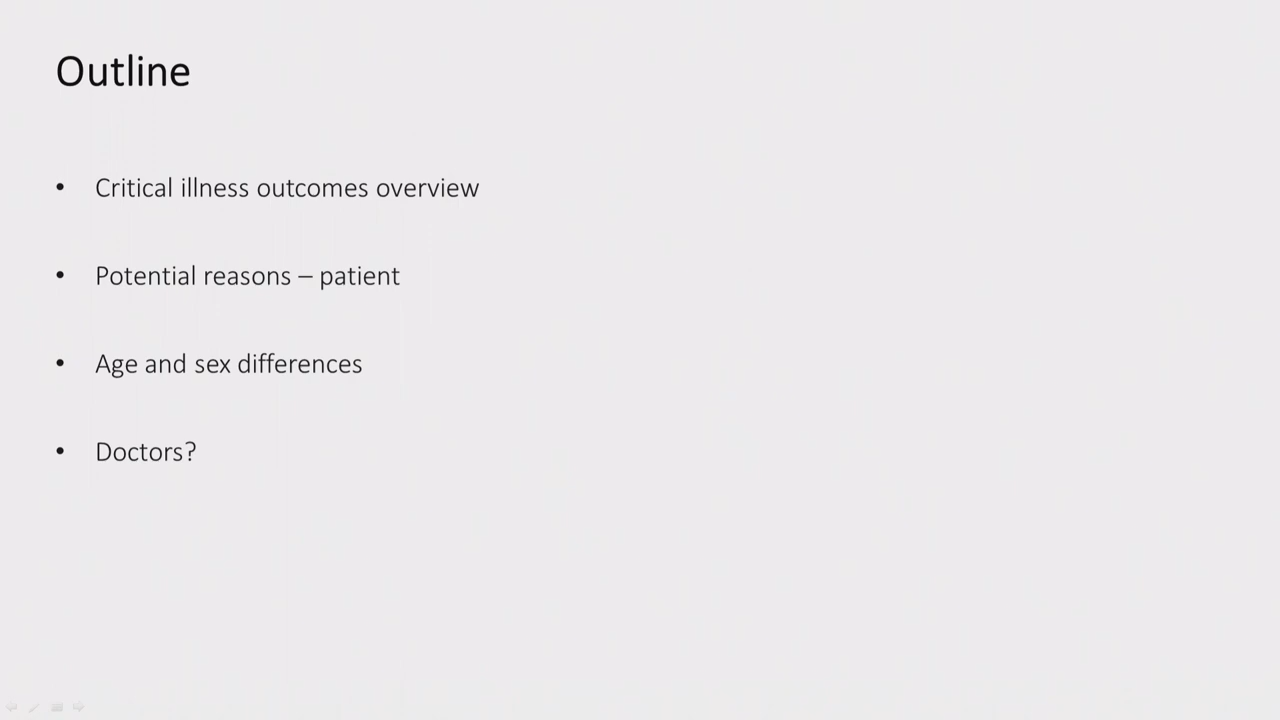 Outline
• Critical illness outcomes overview
• Potential reasons – patient
• Age and sex differences
• Doctors?